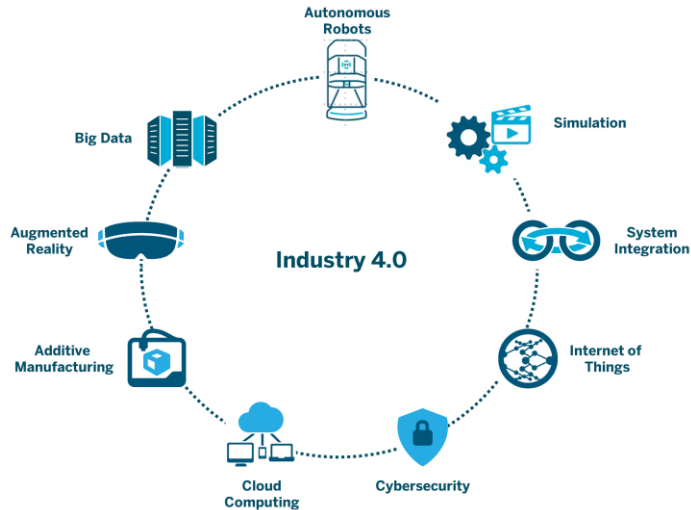 Autonomous
Robots
Simulation
System
Integration
Internet of
Things
Cybersecurity
Cloud
Computing
Additive
Manufacturing
Augmented
Reality
Big Data
Industry 4.0